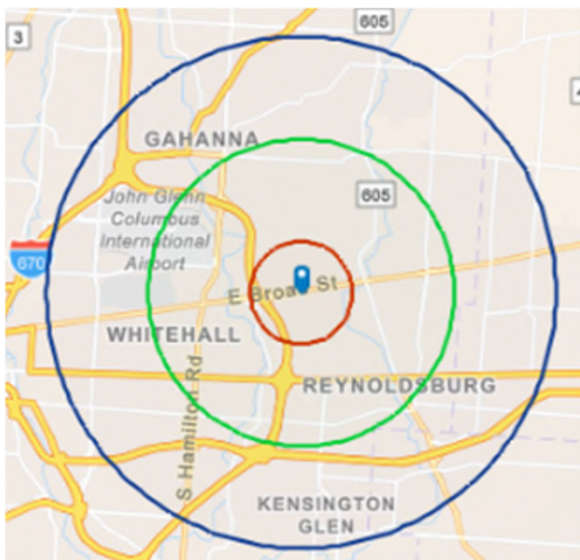 3
605
GAHANNA
John Glenn
Columbus
International
Airport
605
670
E Broad St
WHITEHALL
S Hamilton Rd
REYNOLDSBURG
KENSINGTON
GLEN